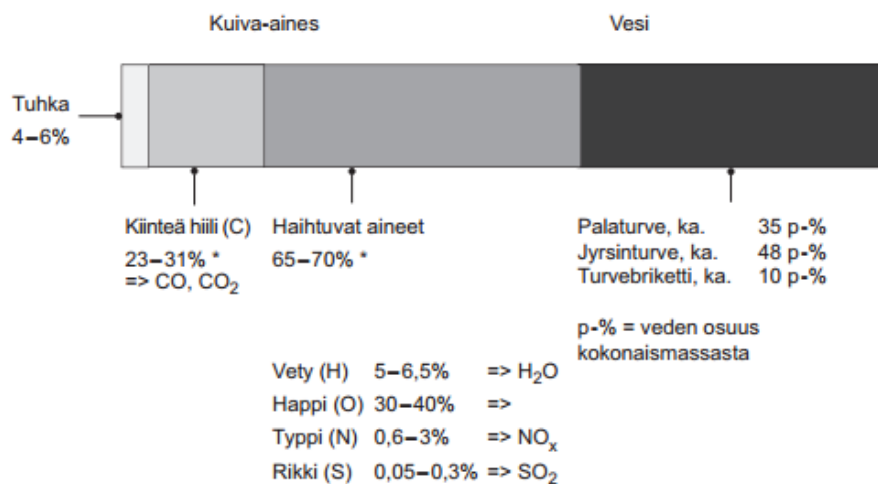 Kuiva-aines Vesi
Tuhka
4–6%
Kiinteä hiili (C) Haihtuvat aineet Palaturve, ka. 35 p-%
23–31% * 65–70% * Jyrsinturve, ka. 48 p-%
=> CO, CO₂ Turvebriketti, ka. 10 p-%
p-% = veden osuus
kokonaismassasta
Vety (H) 5–6,5% => H₂O
Happi (O) 30–40% =>
Typpi (N) 0,6–3% => NOₓ
Rikki (S) 0,05–0,3% => SO₂